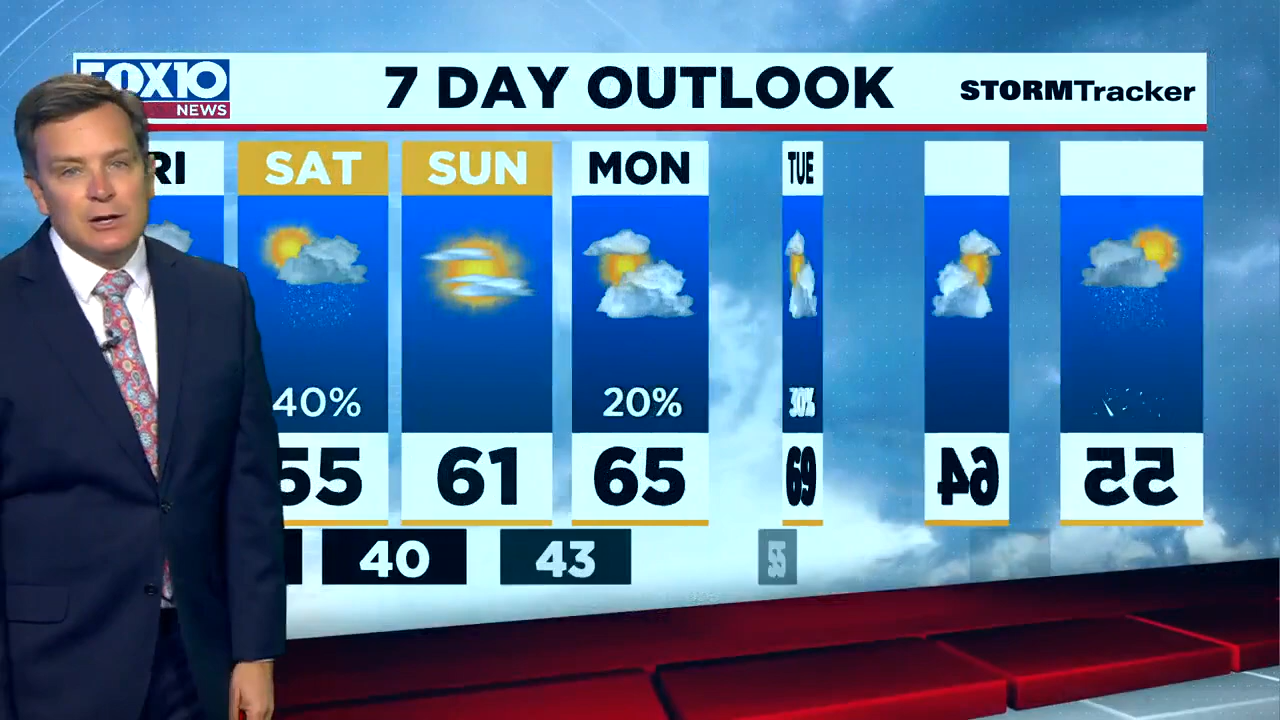 FOX10
NEWS
7 DAY OUTLOOK
STORMTracker
RI SAT SUN MON TUE
40% 20% 30%
55 61 65 69 64 55
40 43 55